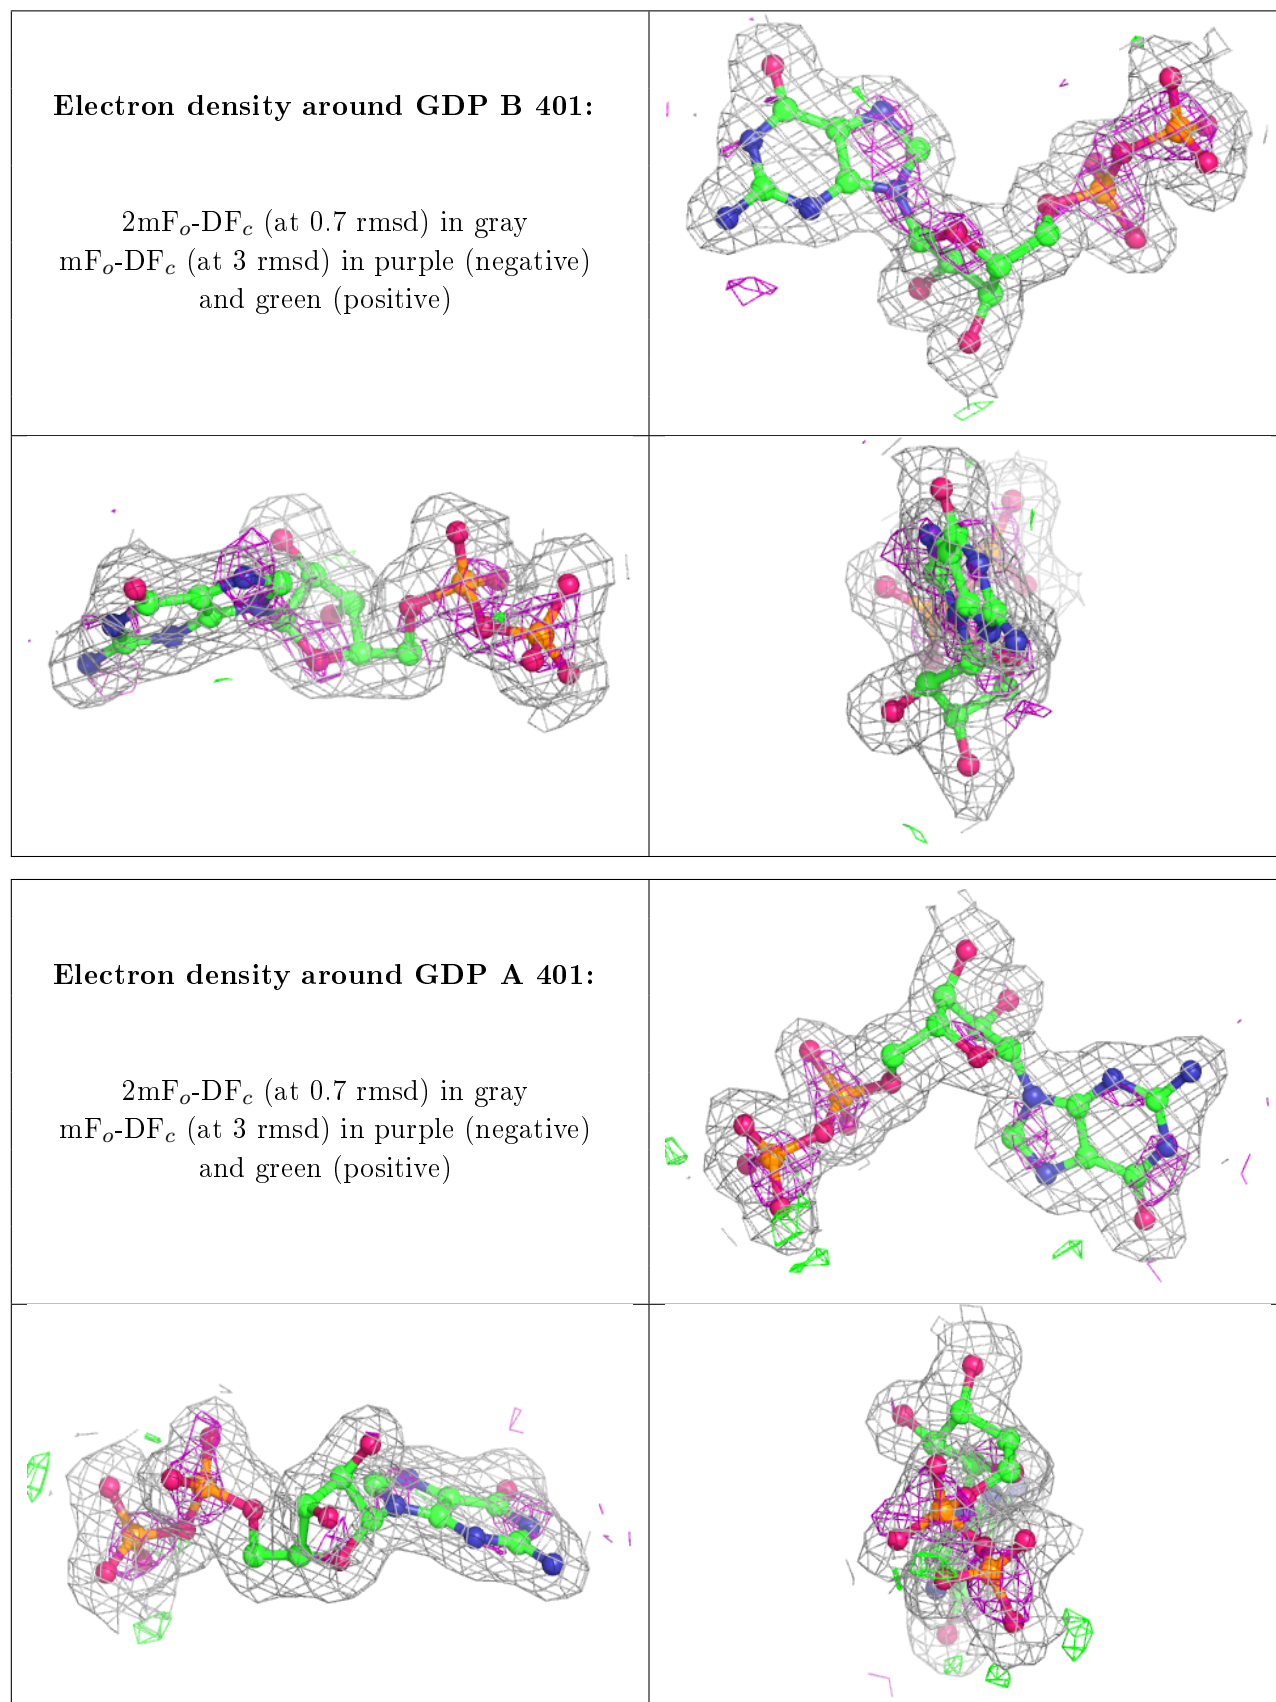 Electron density around GDP B 401:
2mFo-DFc (at 0.7 rmsd) in gray
mFo-DFc (at 3 rmsd) in purple (negative)
and green (positive)
Electron density around GDP A 401:
2mFo-DFc (at 0.7 rmsd) in gray
mFo-DFc (at 3 rmsd) in purple (negative)
and green (positive)